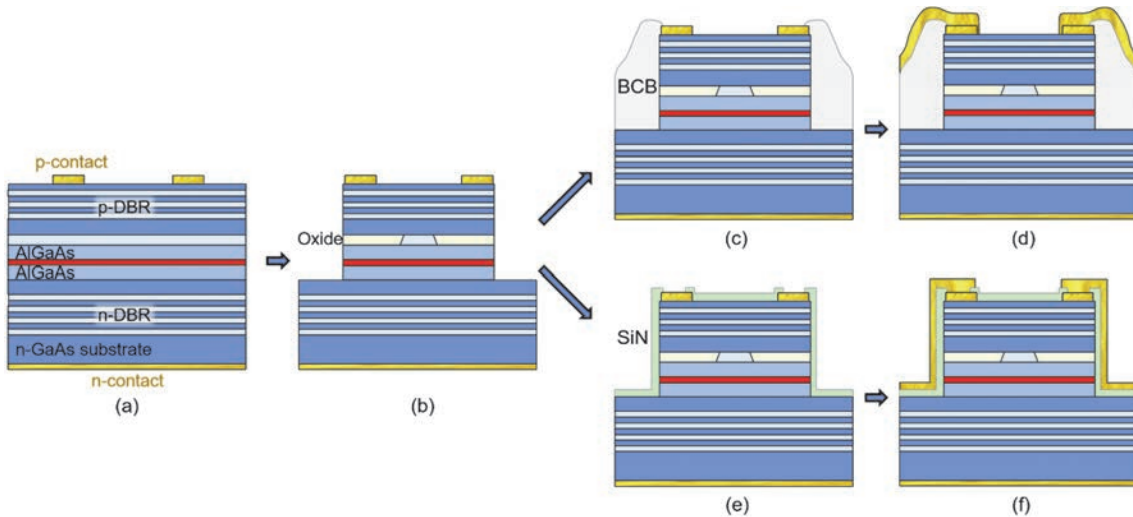 p-contact
p-DBR
AlGaAs
AlGaAs
n-DBR
n-GaAs substrate
n-contact
(a)
Oxide
(b)
BCB
(c)
(d)
SiN
(e)
(f)